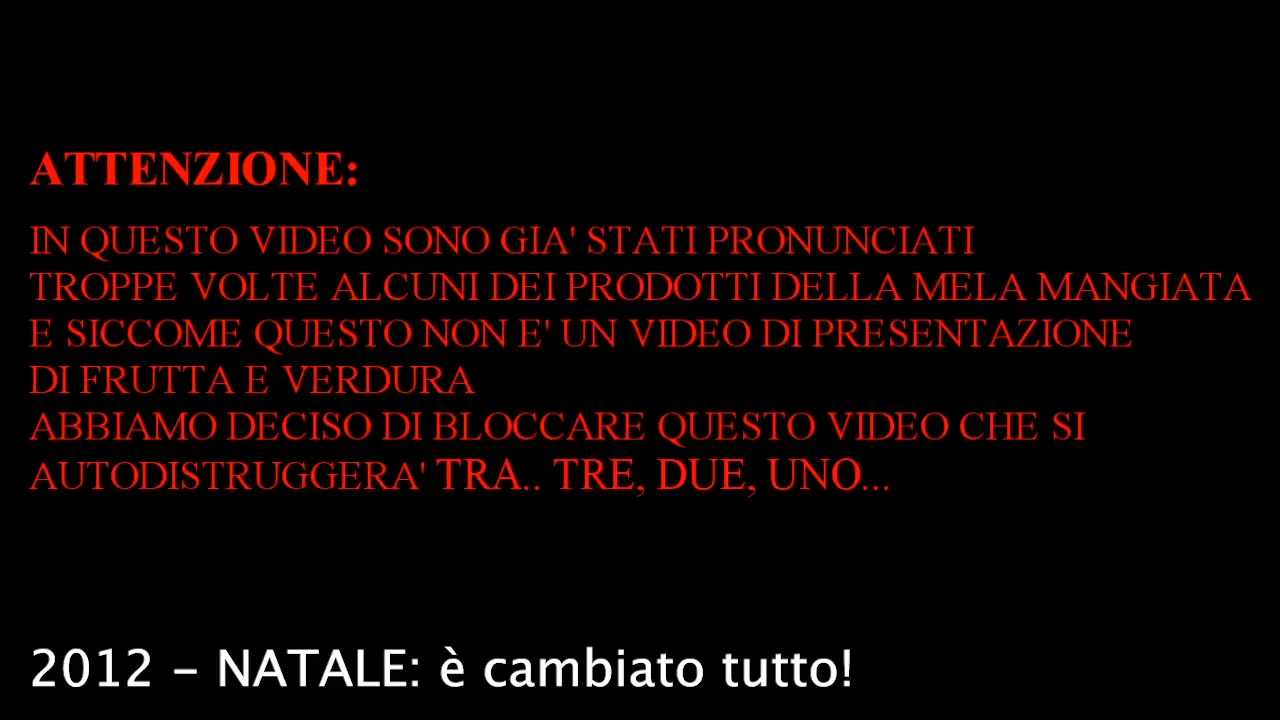 ATTENZIONE:
IN QUESTO VIDEO SONO GIA' STATI PRONUNCIATI
TROPPE VOLTE ALCUNI DEI PRODOTTI DELLA MELA MANGIATA
E SICCOME QUESTO NON E' UN VIDEO DI PRESENTAZIONE
DI FRUTTA E VERDURA
ABBIAMO DECISO DI BLOCCARE QUESTO VIDEO CHE SI
AUTODISTRUGGERA' TRA.. TRE, DUE, UNO...
2012 - NATALE: è cambiato tutto!